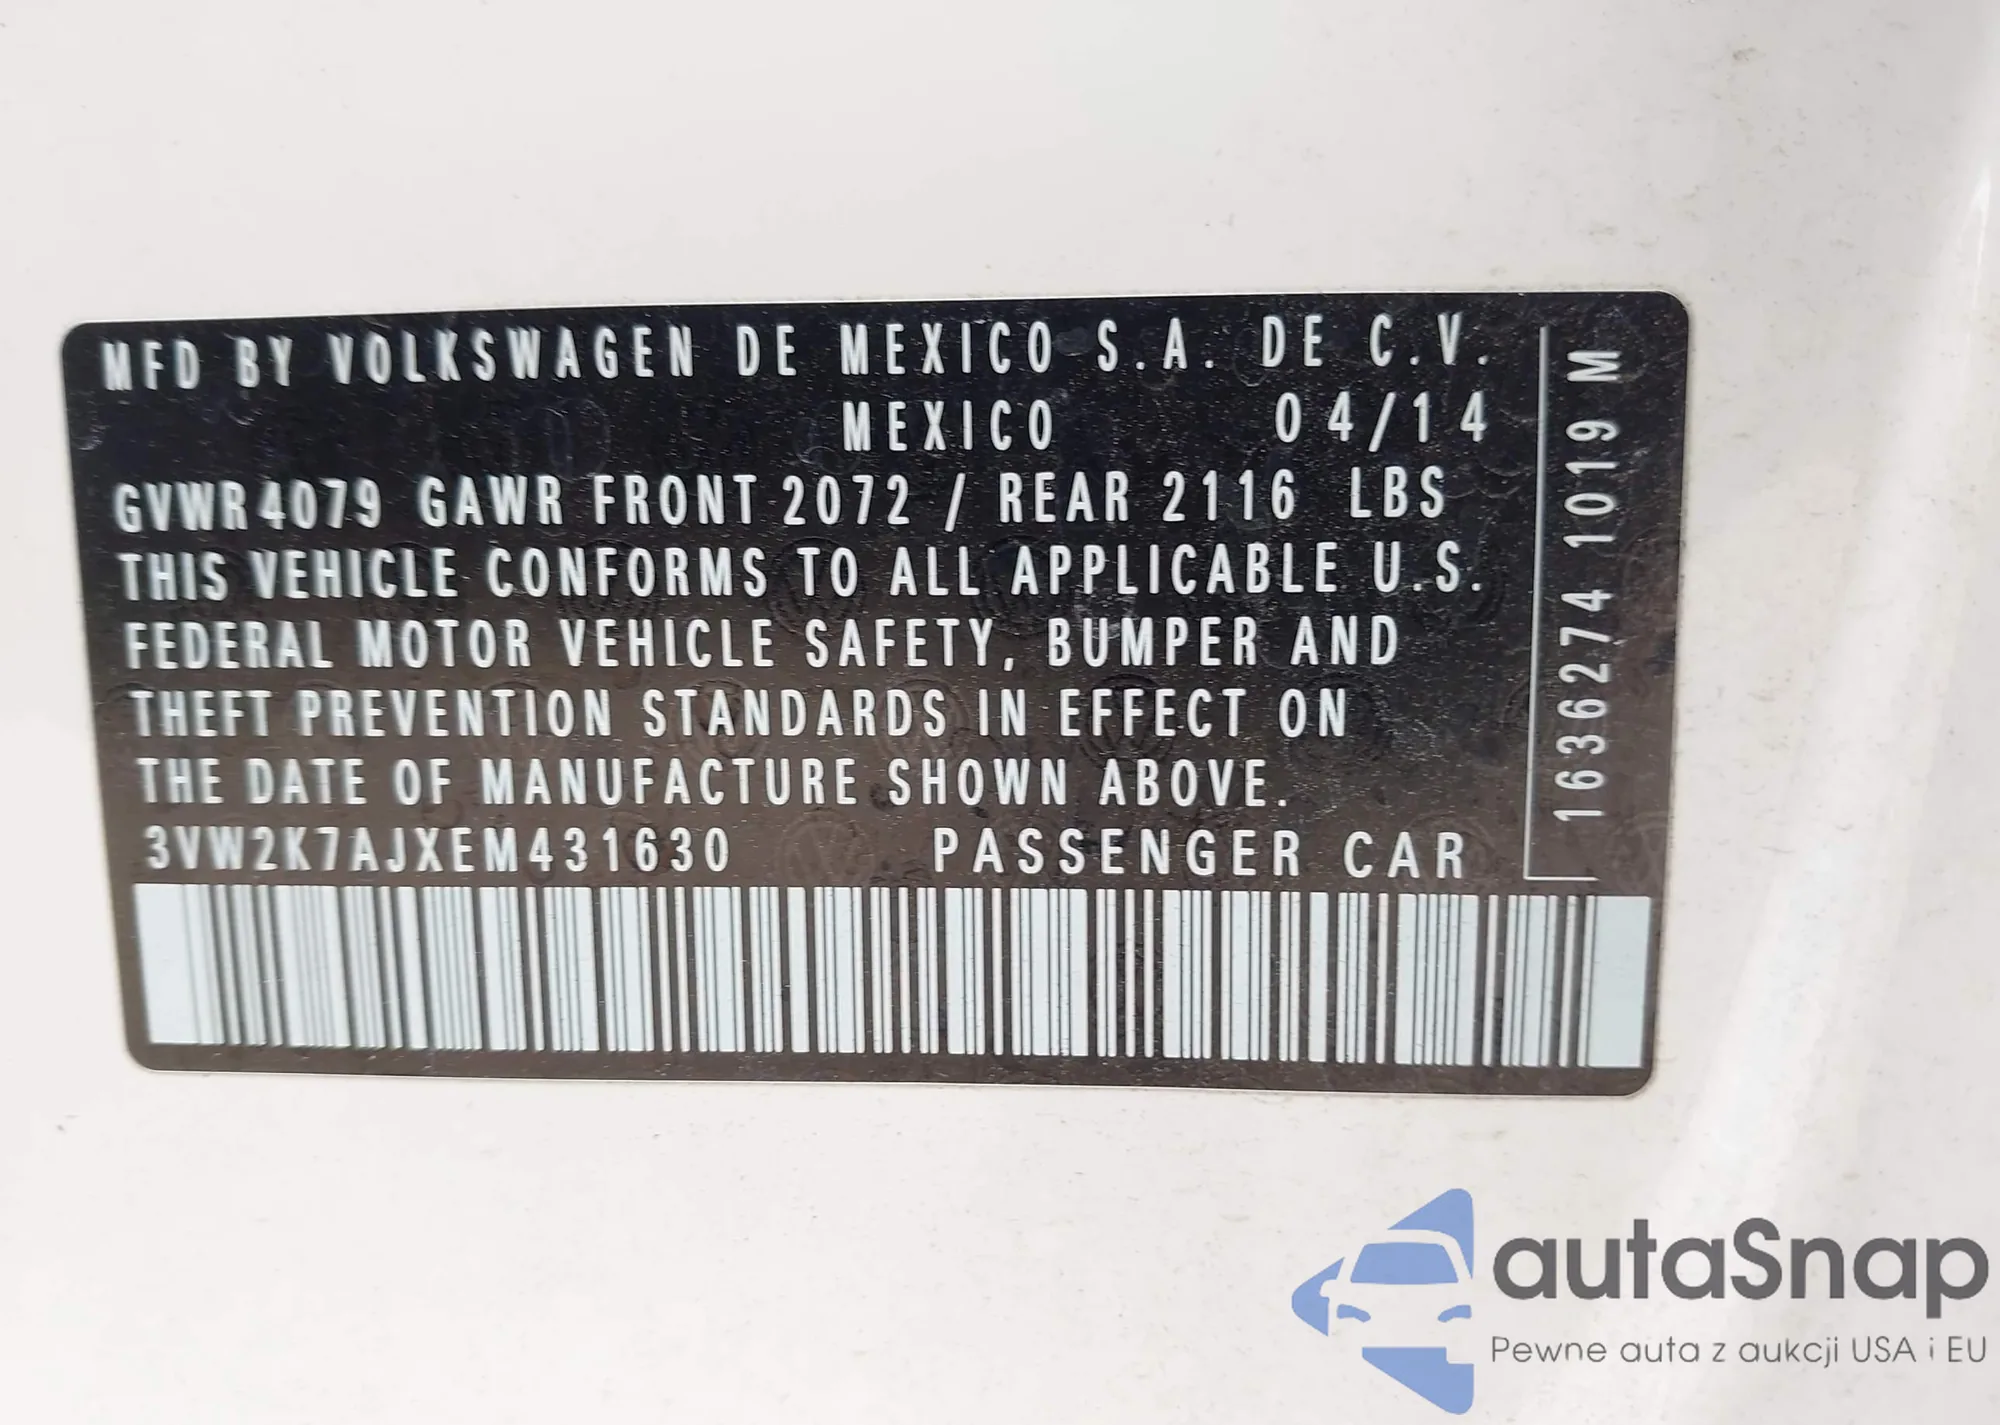 MFD BY VOLKSWAGEN DE MEXICO S.A. DE C.V.
MEXICO 04/14
GVWR 4079 GAWR FRONT 2072 / REAR 2116 LBS
THIS VEHICLE CONFORMS TO ALL APPLICABLE U.S.
FEDERAL MOTOR VEHICLE SAFETY, BUMPER AND
THEFT PREVENTION STANDARDS IN EFFECT ON
THE DATE OF MANUFACTURE SHOWN ABOVE.
3VW2K7AJXEM431630 PASSENGER CAR
1636274 1019 M
autaSnap
Pewne auta z aukcji USA i EU